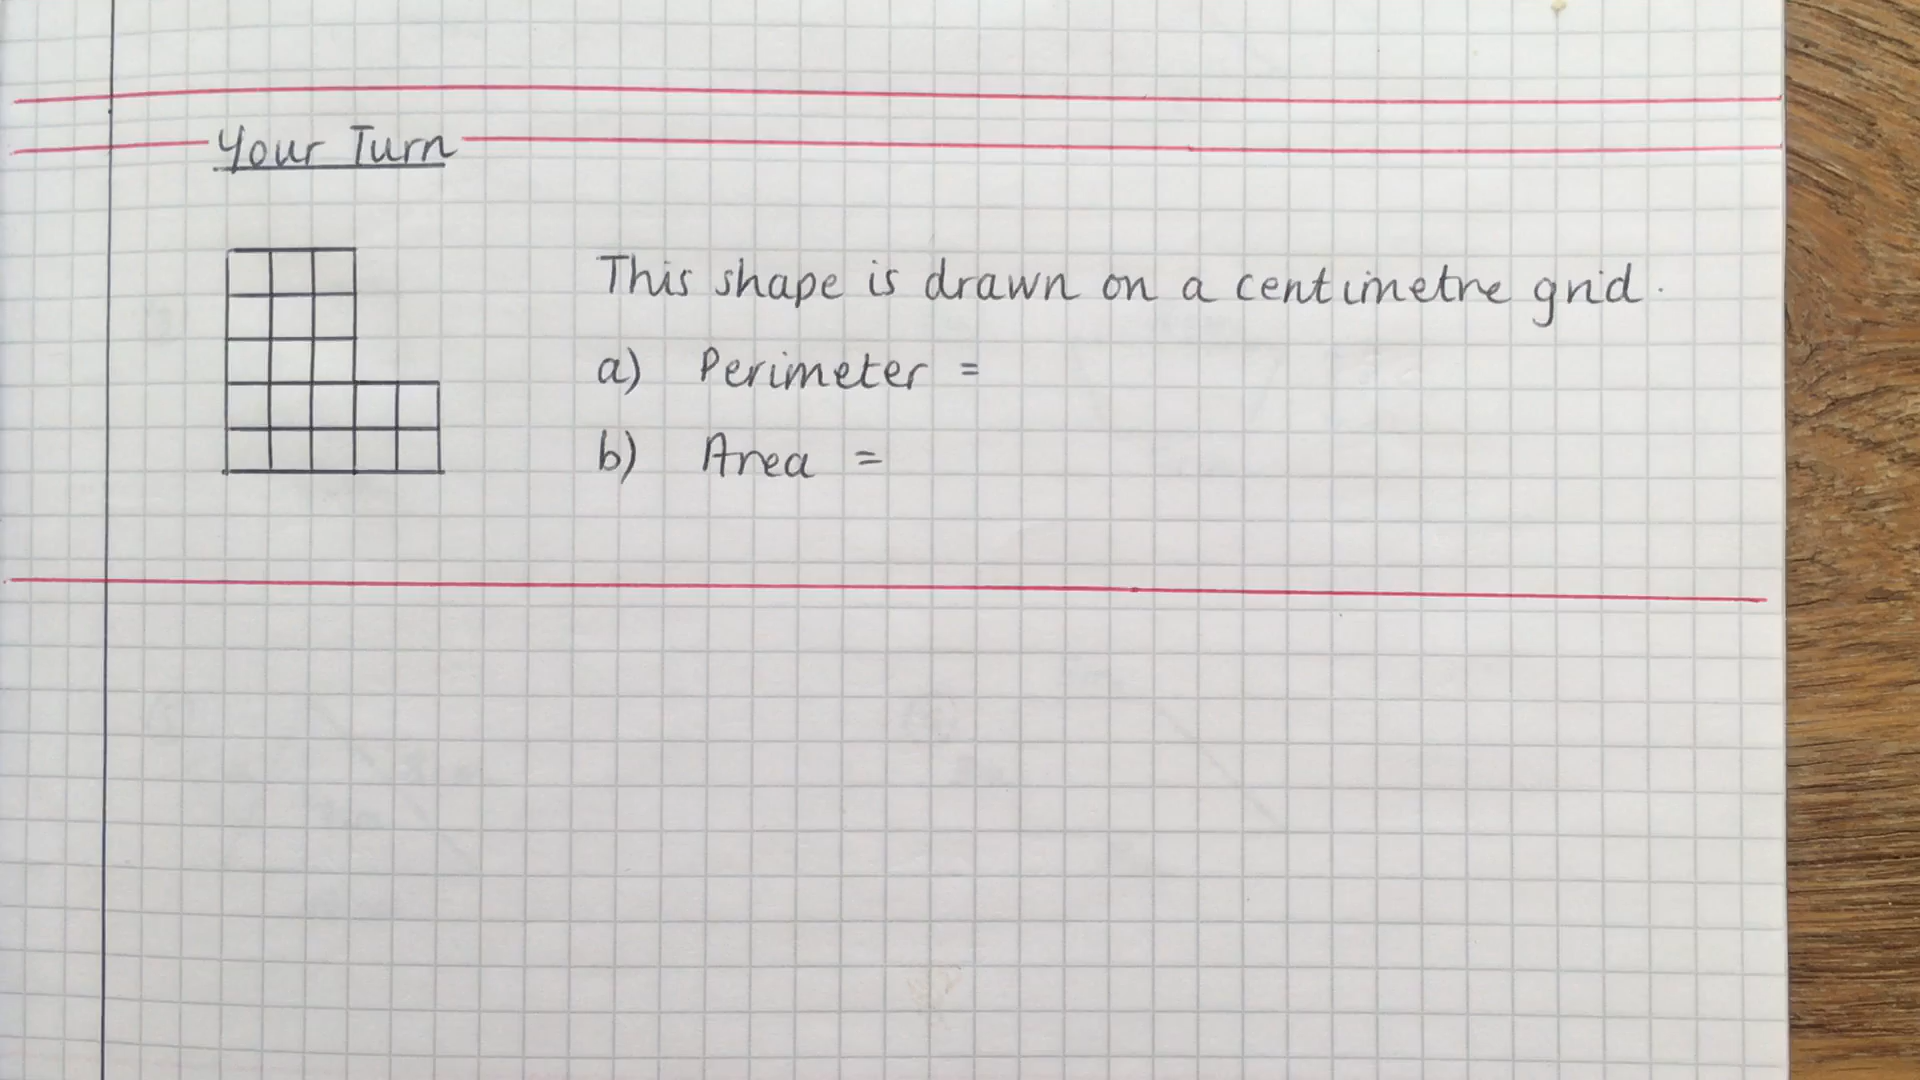 Your Turn
This shape is drawn on a centimetre grid.
a) Perimeter =
b) Area =